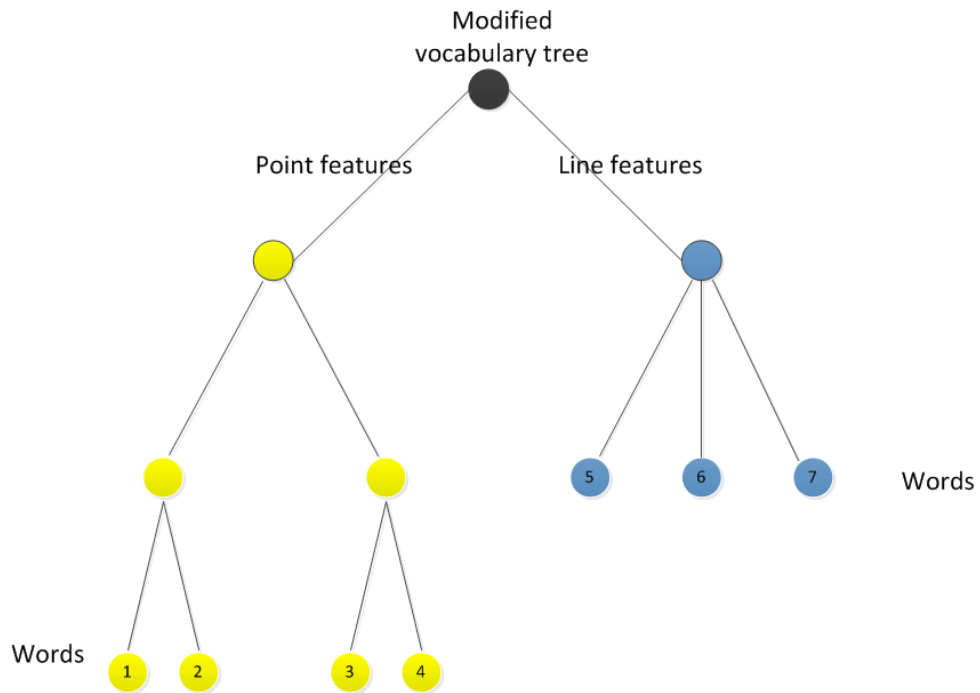 Modified
vocabulary tree
Point features
Line features
5
6
7
Words
Words
1
2
3
4